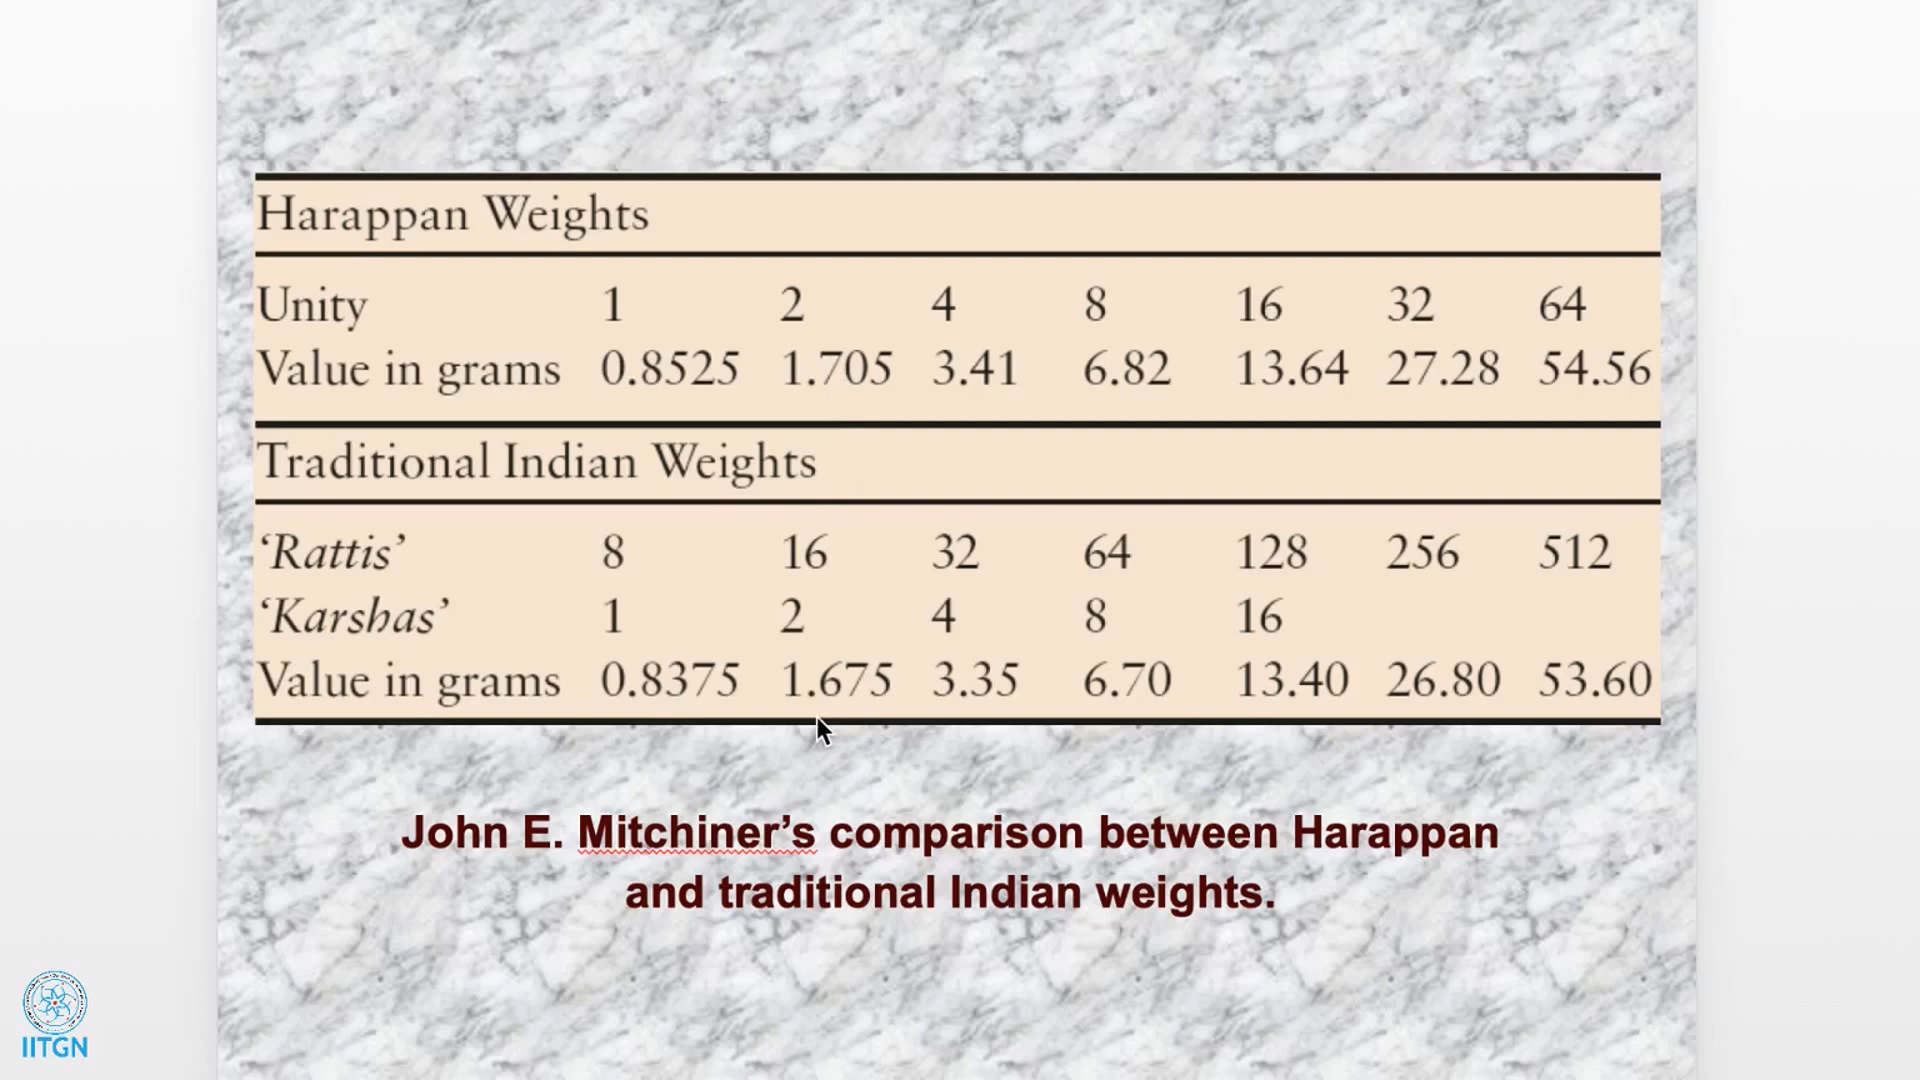 Harappan Weights
Unity 1 2 4 8 16 32 64
Value in grams 0.8525 1.705 3.41 6.82 13.64 27.28 54.56
Traditional Indian Weights
‘Rattis’ 8 16 32 64 128 256 512
‘Karshas’ 1 2 4 8 16
Value in grams 0.8375 1.675 3.35 6.70 13.40 26.80 53.60
John E. Mitchiner’s comparison between Harappan
and traditional Indian weights.
IITGN